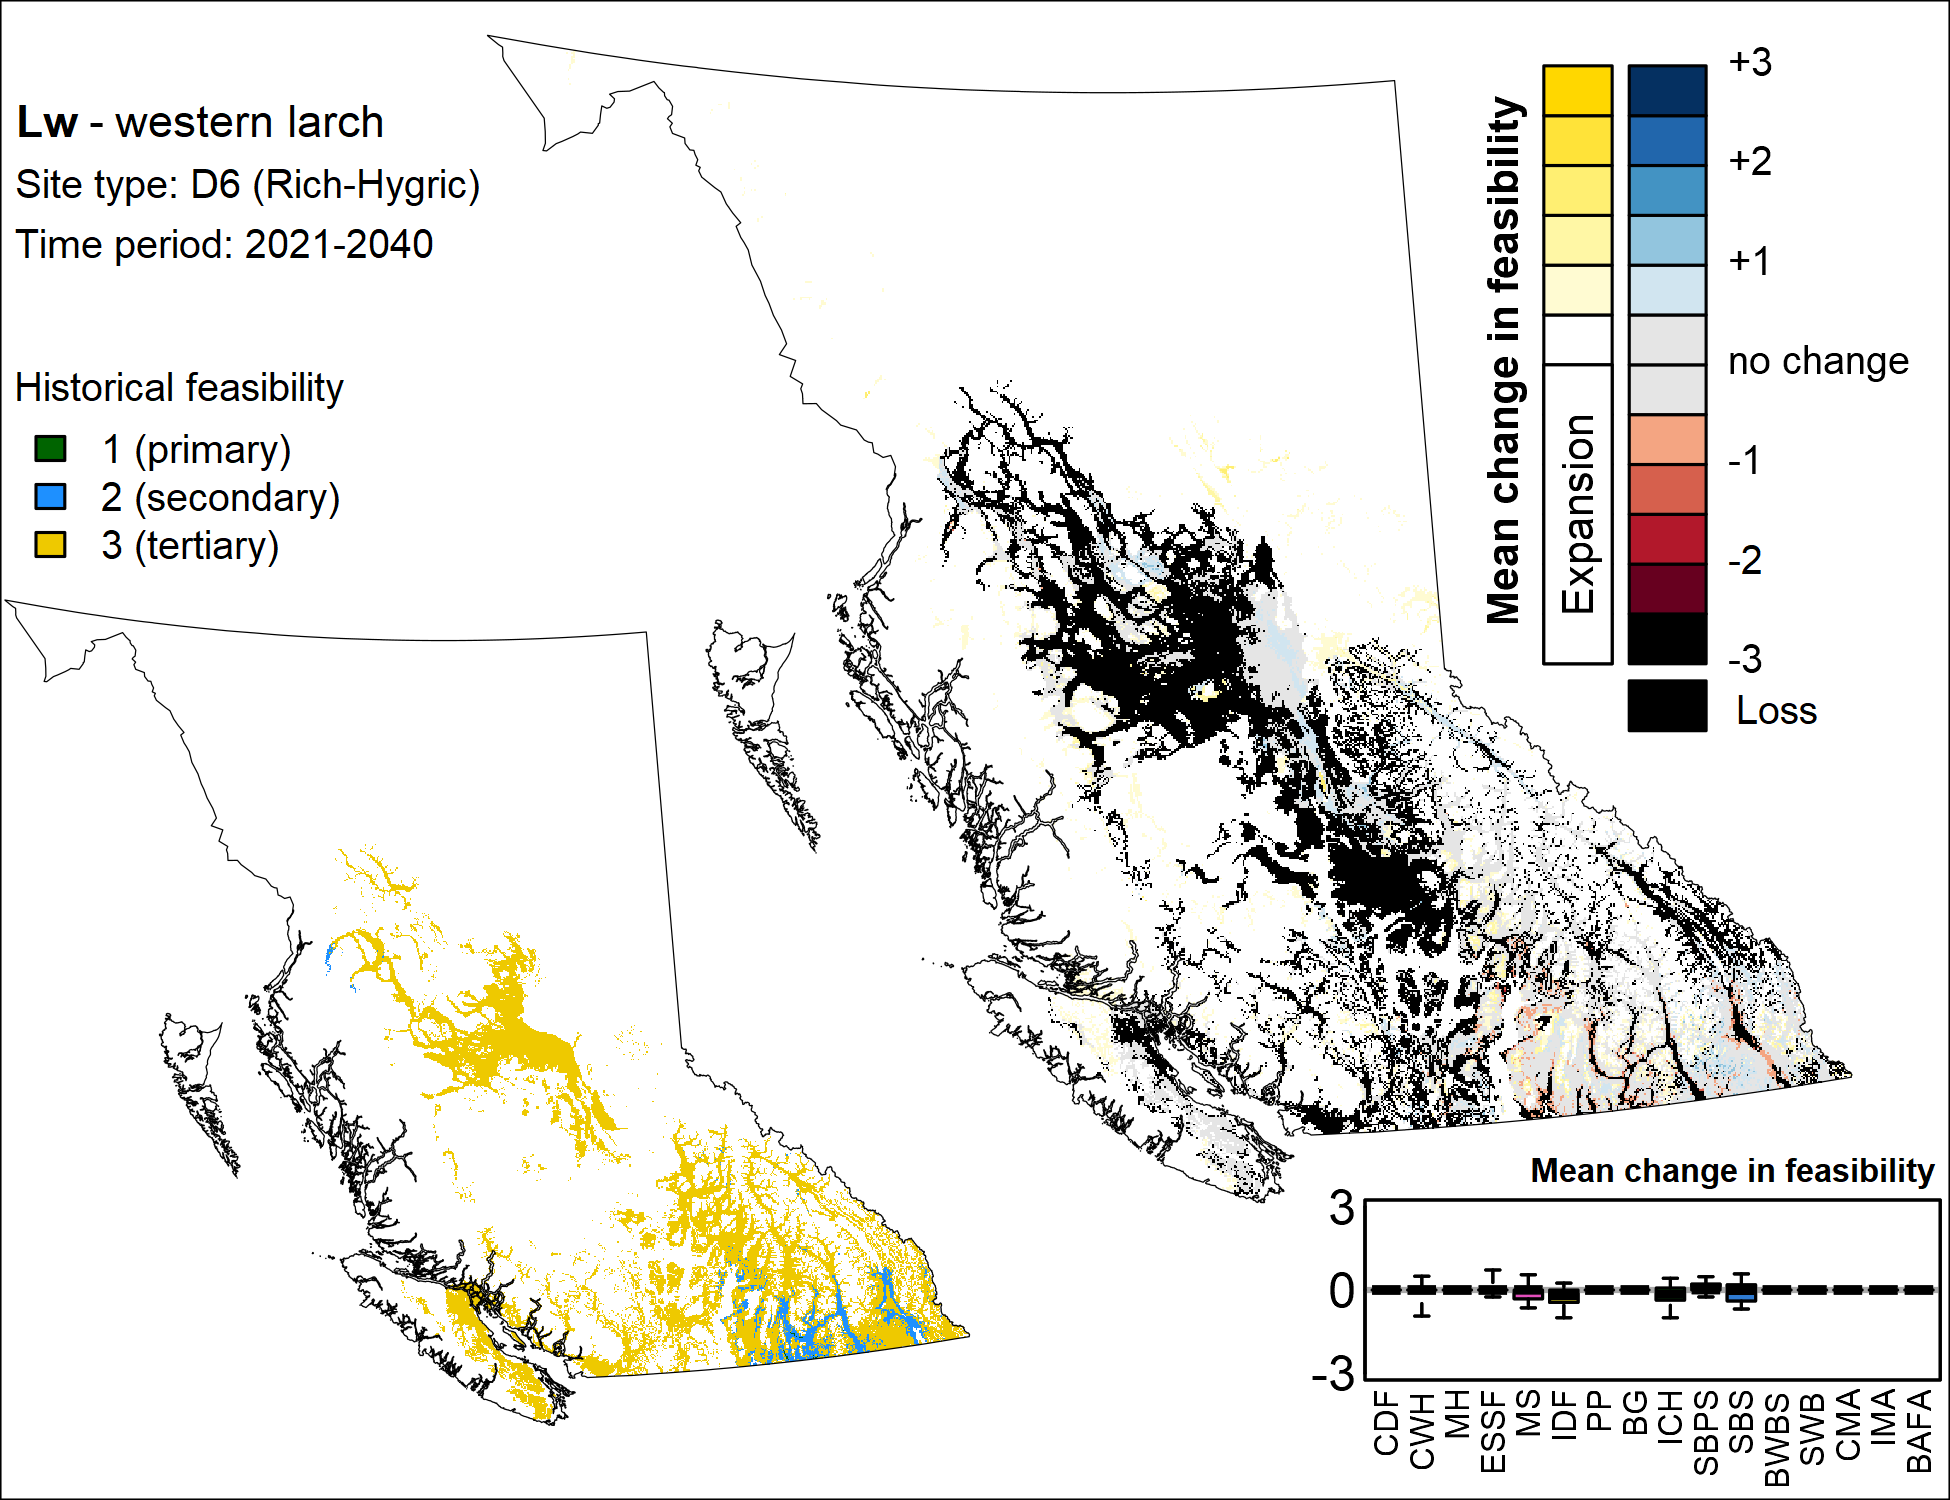 Lw - western larch
Site type: D6 (Rich-Hygric)
Time period: 2021-2040
Historical feasibility
1 (primary)
2 (secondary)
3 (tertiary)
Mean change in feasibility
Expansion
+3
+2
+1
no change
-1
-2
-3
Loss
Mean change in feasibility
3
0
-3
CDF
CWH
MH
ESSF
MS
IDF
PP
BG
ICH
SBPS
SBS
BWBS
SWB
CMA
IMA
BAFA